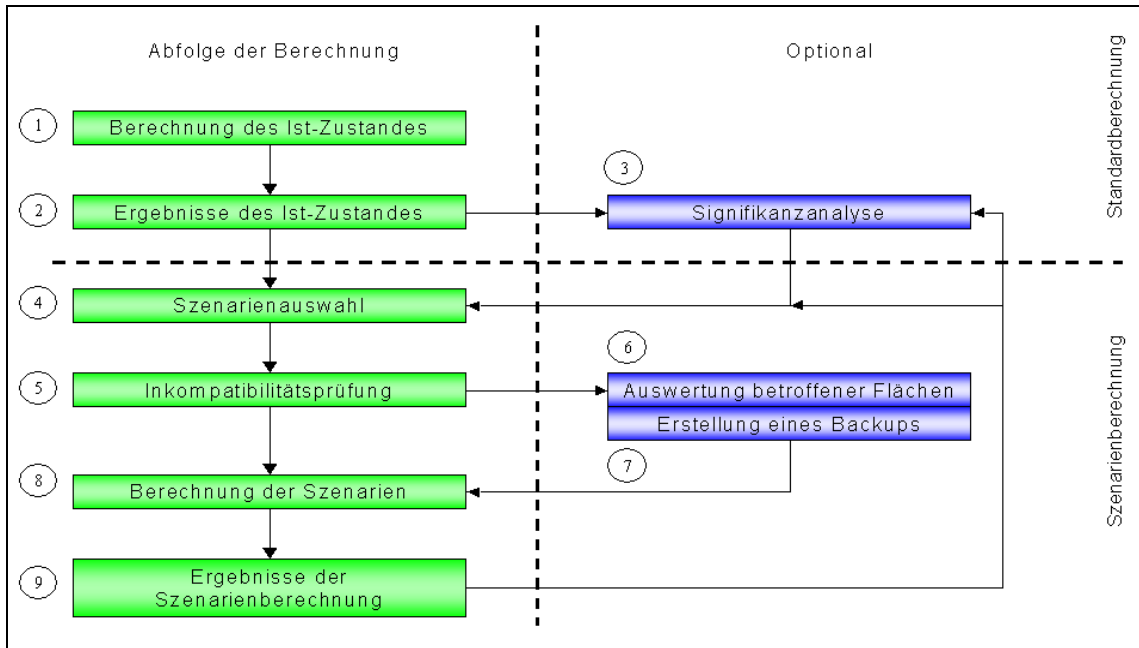 Abfolge der Berechnung
Optional
Standardberechnung
1
Berechnung des Ist-Zustandes
2
Ergebnisse des Ist-Zustandes
3
Signifikanzanalyse
4
Szenarienauswahl
5
Inkompatibilitätsprüfung
6
Auswertung betroffener Flächen
Erstellung eines Backups
7
8
Berechnung der Szenarien
9
Ergebnisse der
Szenarienberechnung
Szenarienberechnung